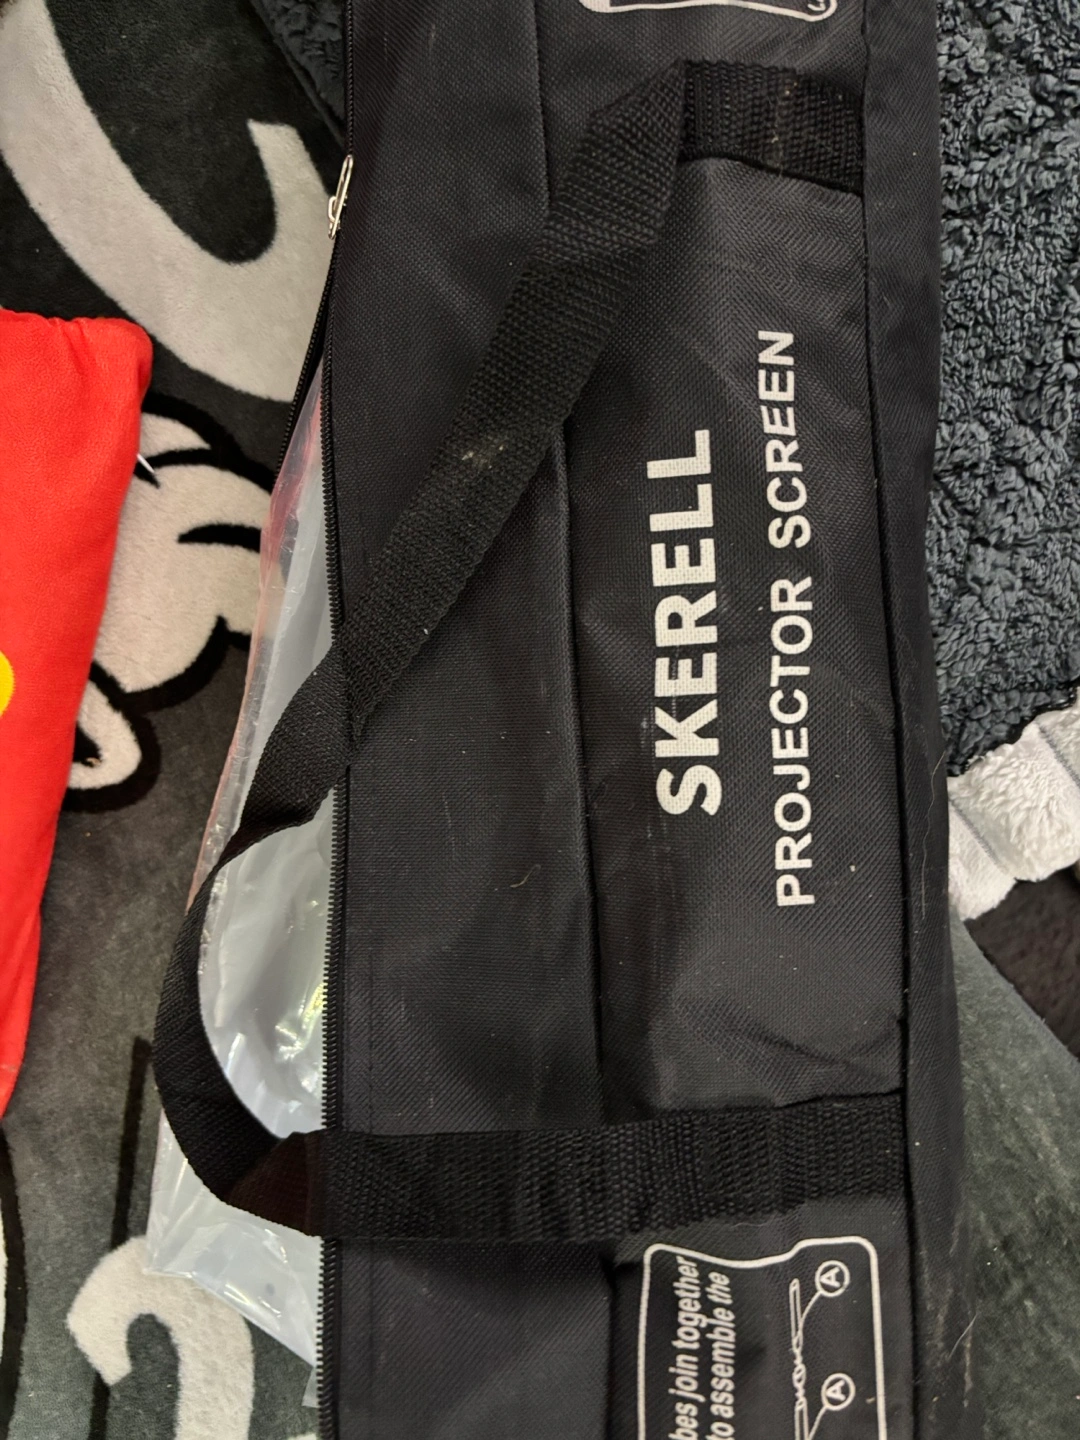 SKERELL
PROJECTOR SCREEN
join together
to assemble the
A
A